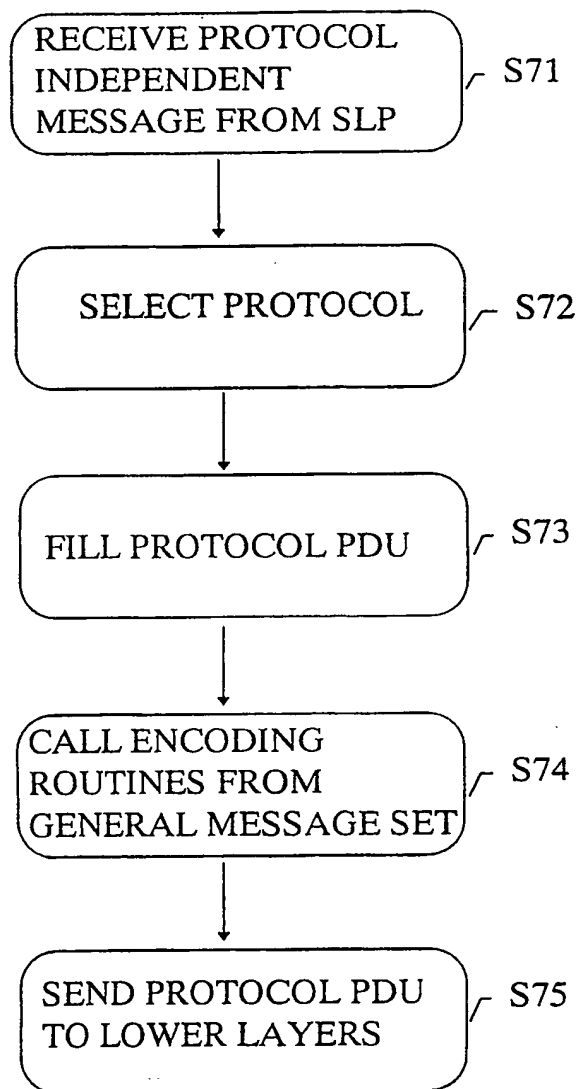 RECEIVE PROTOCOL
INDEPENDENT
MESSAGE FROM SLP
S71
SELECT PROTOCOL
S72
FILL PROTOCOL PDU
S73
CALL ENCODING
ROUTINES FROM
GENERAL MESSAGE SET
S74
SEND PROTOCOL PDU
TO LOWER LAYERS
S75